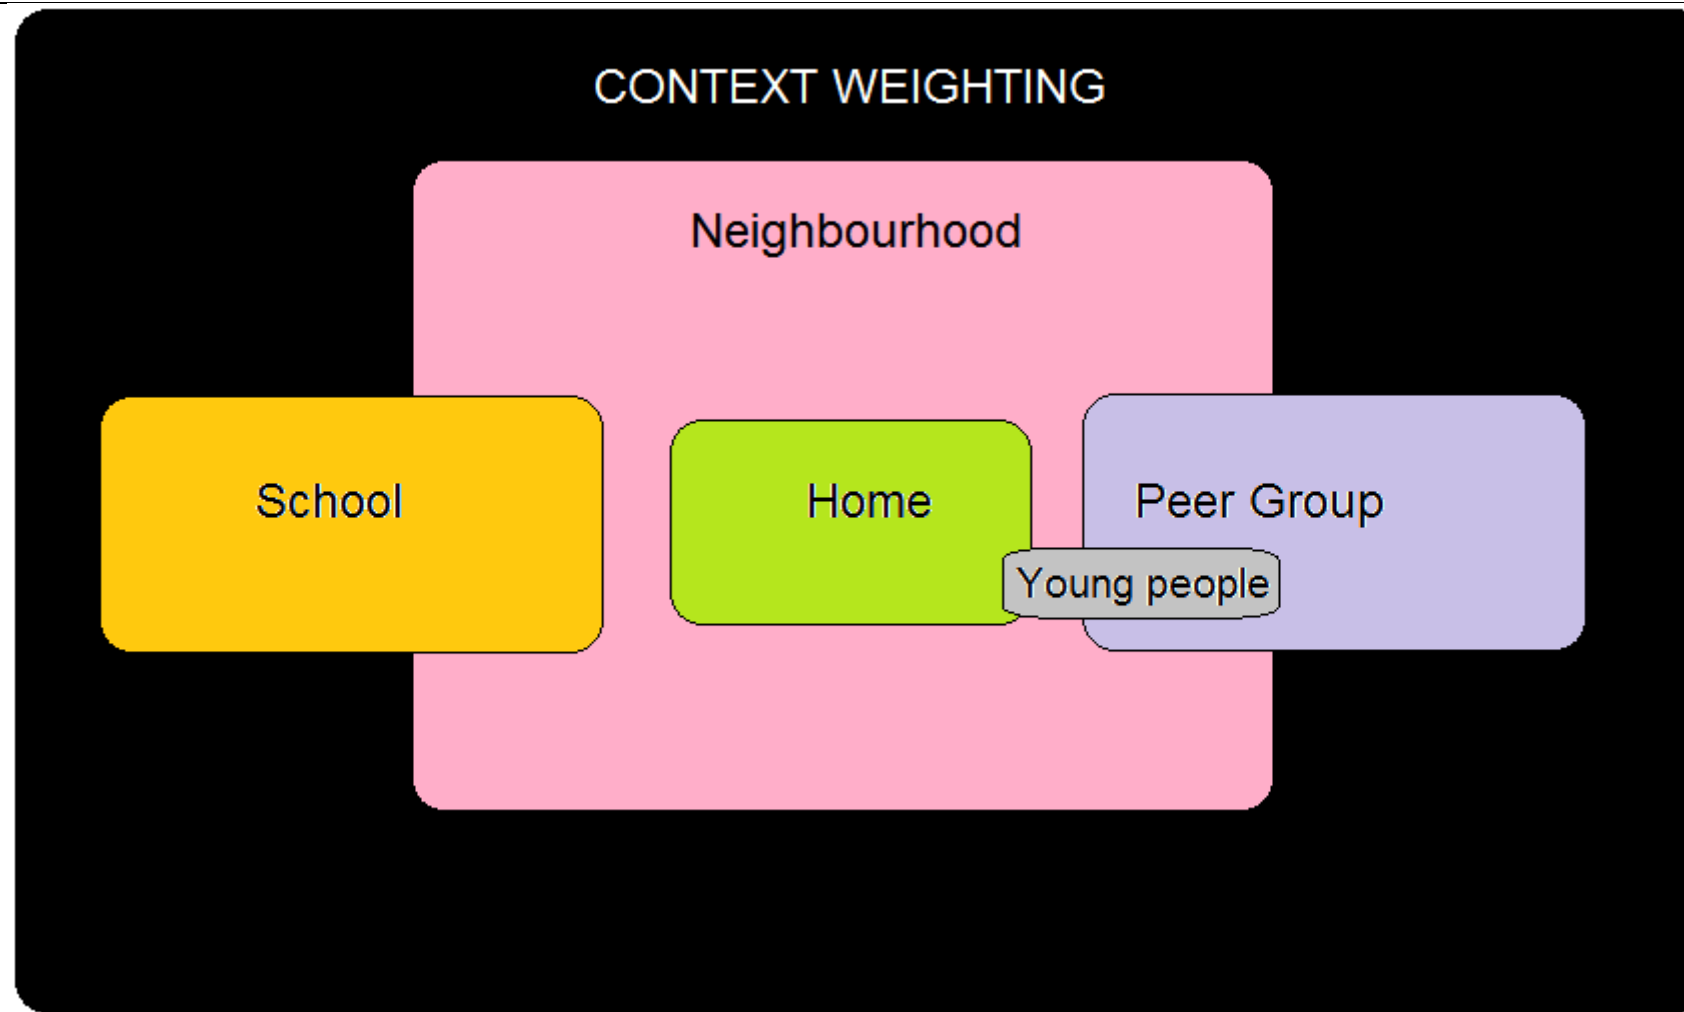 CONTEXT WEIGHTING
Neighbourhood
School
Home
Peer Group
Young people